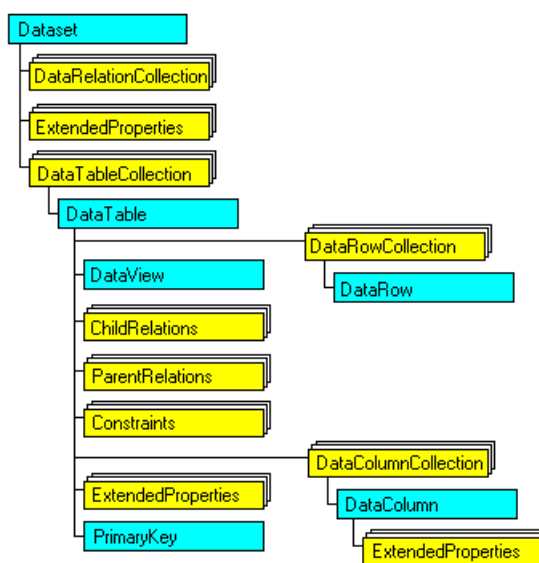 Dataset
DataRelationCollection
ExtendedProperties
DataTableCollection
DataTable
DataRowCollection
DataView
DataRow
ChildRelations
ParentRelations
Constraints
DataColumnCollection
ExtendedProperties
DataColumn
PrimaryKey
ExtendedProperties